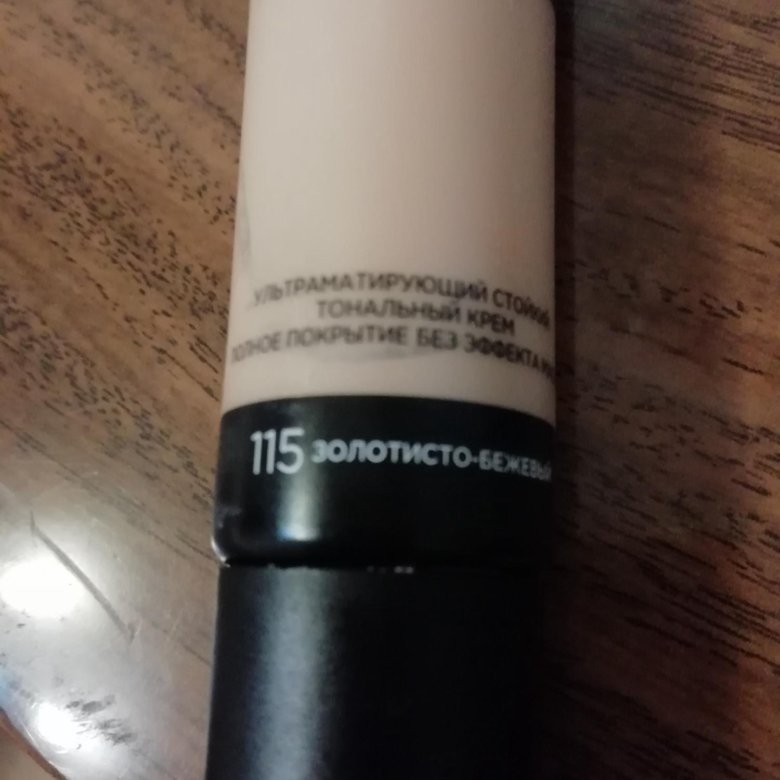 УЛЬТРАМАТИРУЮЩИЙ СТОЙКИЙ
ТОНАЛЬНЫЙ КРЕМ
ПОЛНОЕ ПОКРЫТИЕ БЕЗ ЭФФЕКТА
115 ЗОЛОТИСТО-БЕЖЕВЫЙ